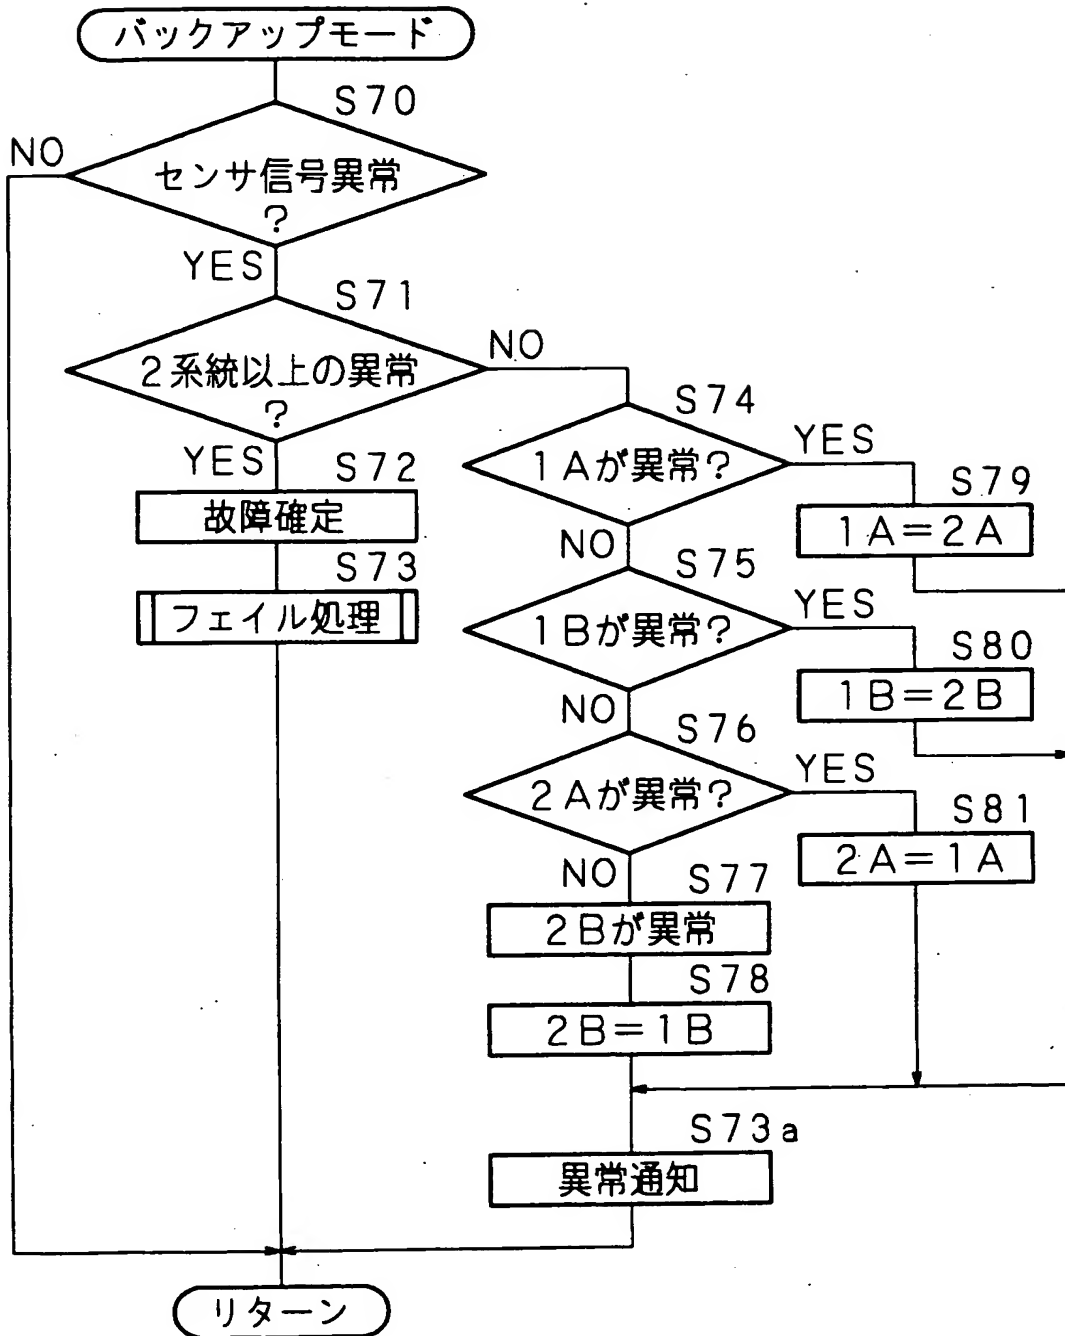 バックアップモード
S70
NO
センサ信号異常
?
YES
S71
NO
2系統以上の異常
?
YES
S72
故障確定
S73
フェイル処理
S74
YES
1Aが異常?
NO
S79
1A=2A
S75
YES
1Bが異常?
NO
S80
1B=2B
S76
YES
2Aが異常?
NO
S81
2A=1A
S77
2Bが異常
S78
2B=1B
S73a
異常通知
リターン